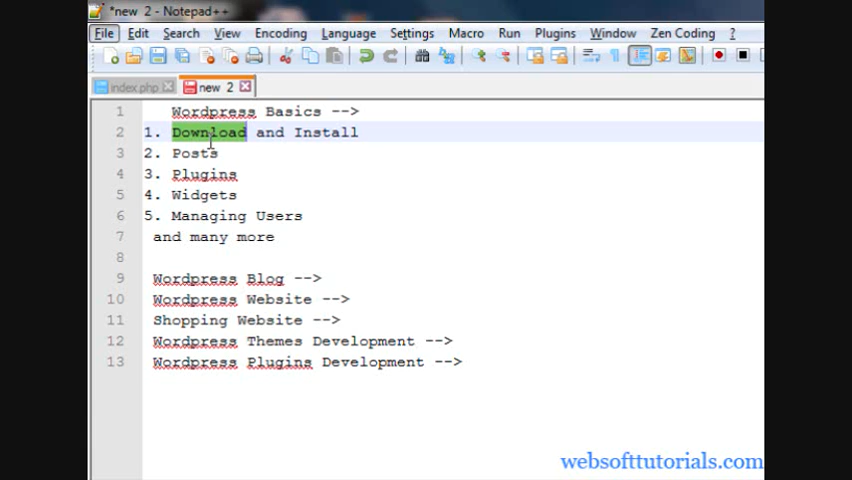 *new 2 - Notepad++
File Edit Search View Encoding Language Settings Macro Run Plugins Window Zen Coding ?
index.php new 2
1 Wordpress Basics -->
2 1. Download and Install
3 2. Posts
4 3. Plugins
5 4. Widgets
6 5. Managing Users
7 and many more
8
9 Wordpress Blog -->
10 Wordpress Website -->
11 Shopping Website -->
12 Wordpress Themes Development -->
13 Wordpress Plugins Development -->
websofttutorials.com